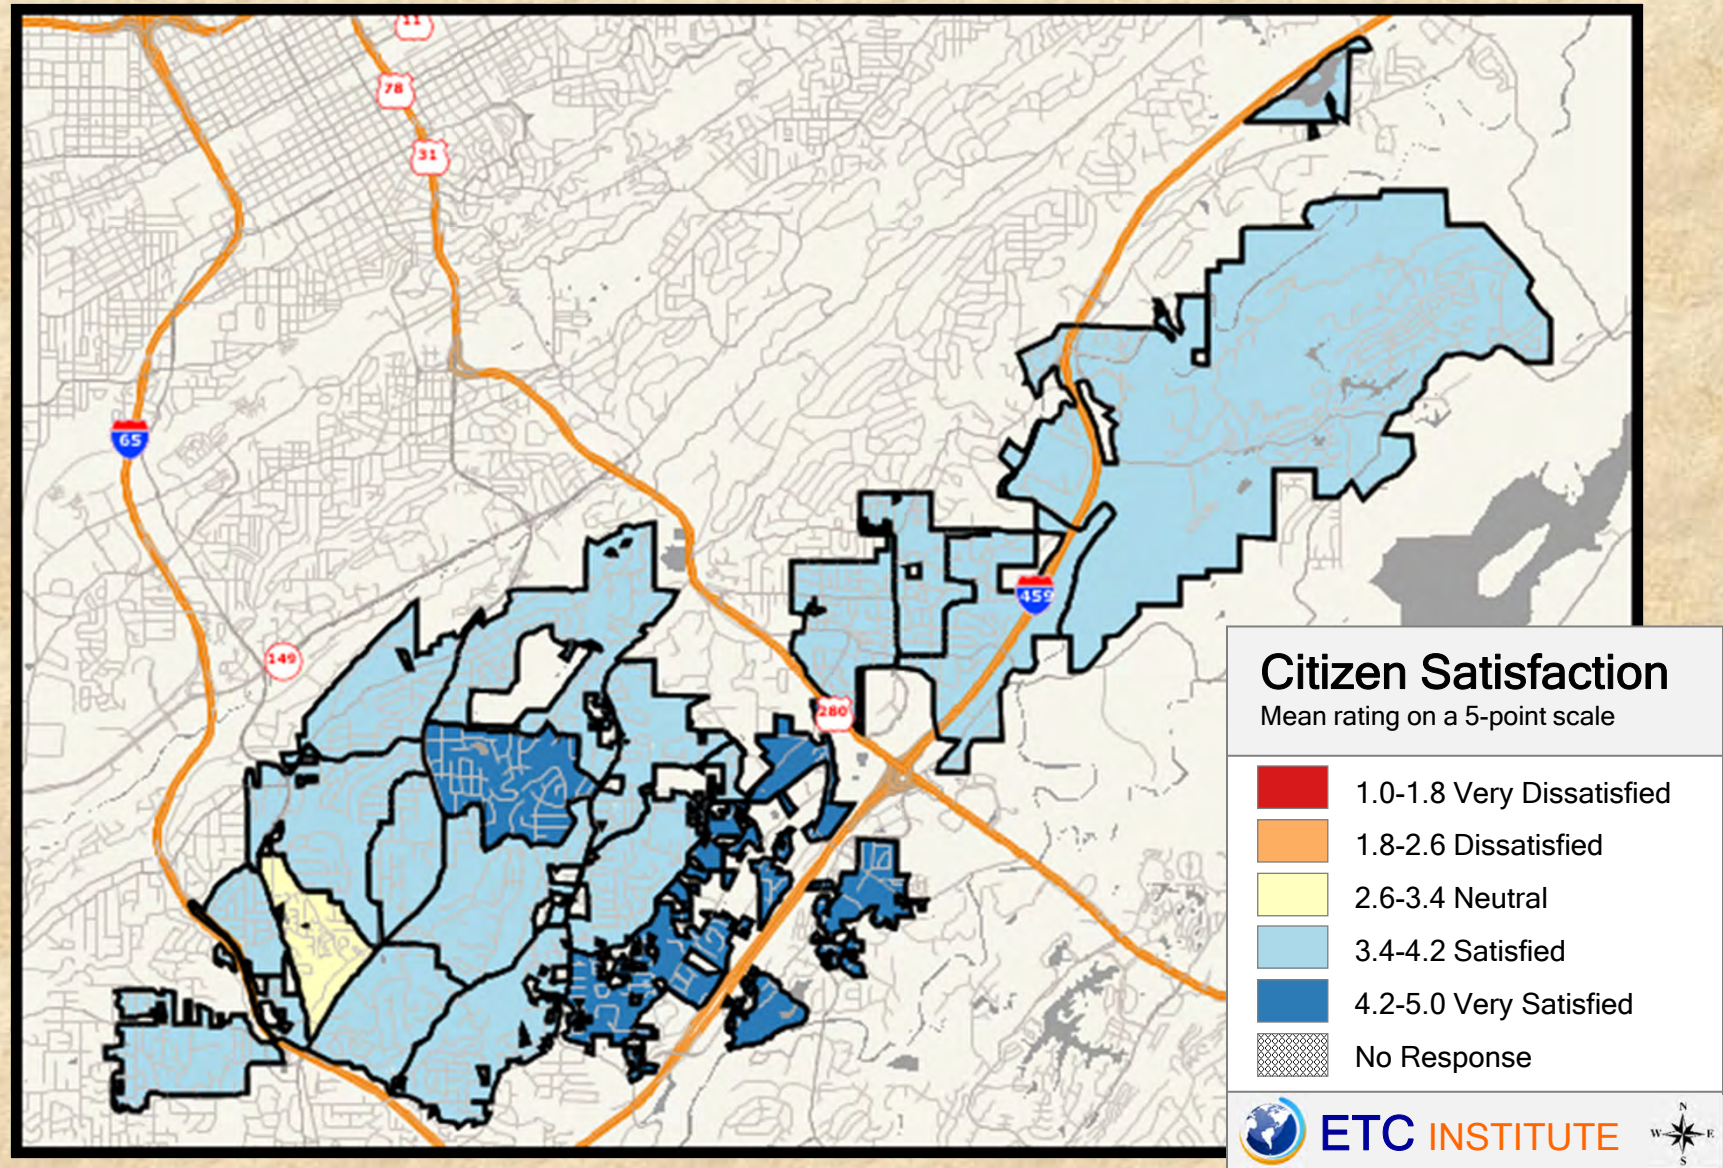 11
78
31
65
459
149
280
Citizen Satisfaction
Mean rating on a 5-point scale
1.0-1.8 Very Dissatisfied
1.8-2.6 Dissatisfied
2.6-3.4 Neutral
3.4-4.2 Satisfied
4.2-5.0 Very Satisfied
No Response
ETC INSTITUTE
N
W E
S